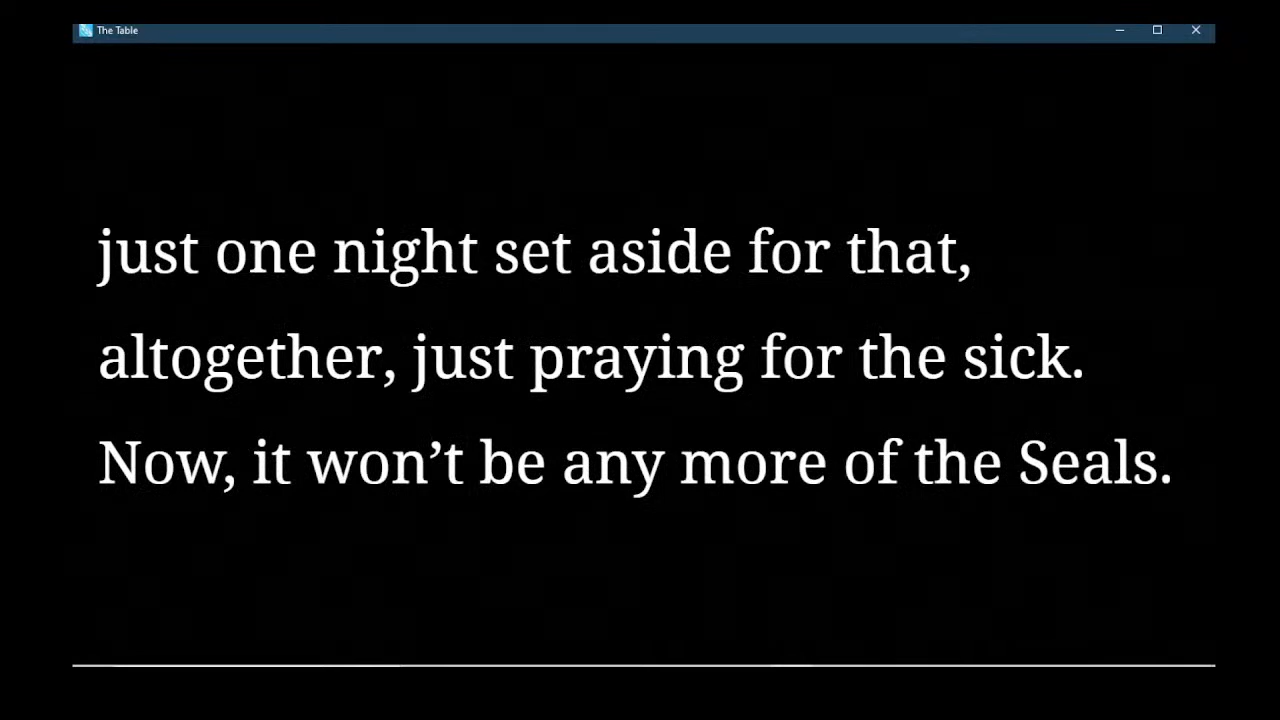 The Table
just one night set aside for that,
altogether, just praying for the sick.
Now, it won’t be any more of the Seals.